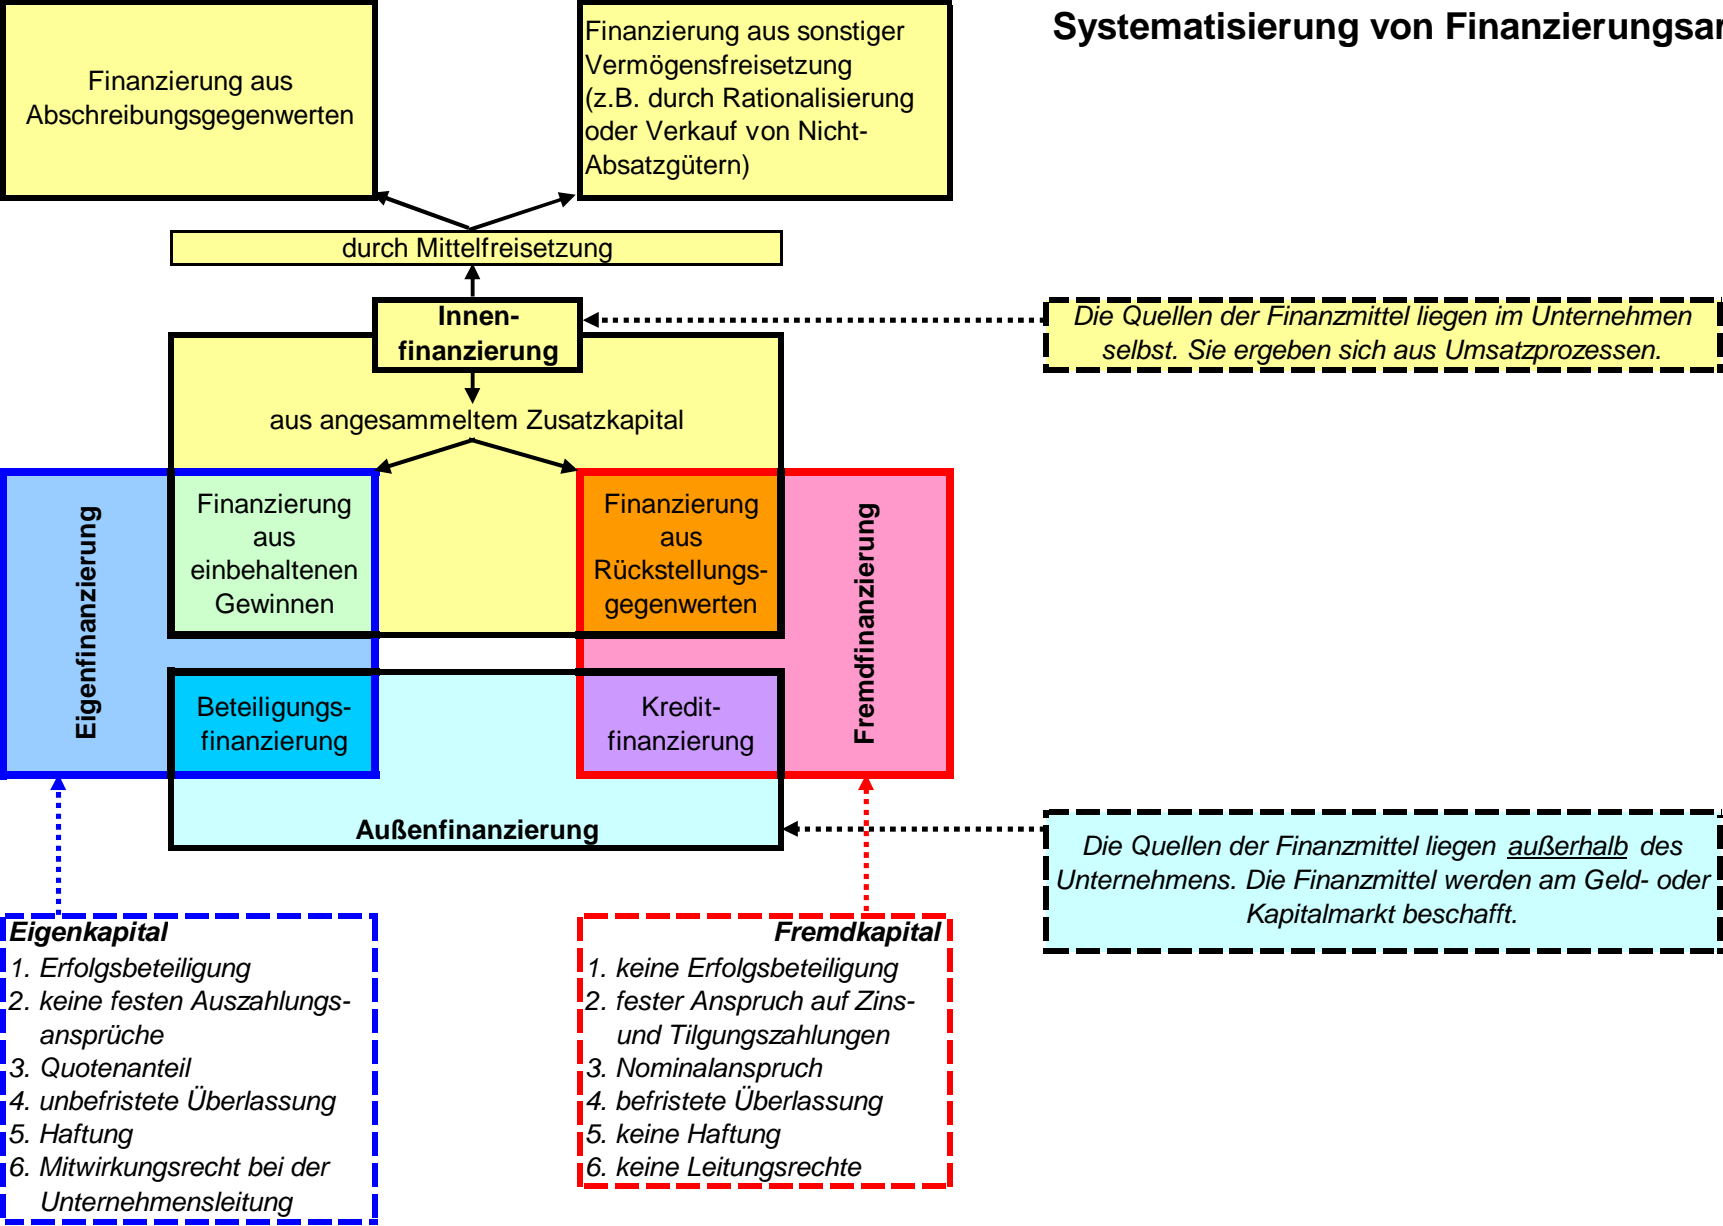 Systematisierung von Finanzierungsar
Finanzierung aus
Abschreibungsgegenwerten
Finanzierung aus sonstiger
Vermögensfreisetzung
(z.B. durch Rationalisierung
oder Verkauf von Nicht-
Absatzgütern)
durch Mittelfreisetzung
Innen-
finanzierung
Die Quellen der Finanzmittel liegen im Unternehmen
selbst. Sie ergeben sich aus Umsatzprozessen.
aus angesammeltem Zusatzkapital
Eigenfinanzierung
Finanzierung
aus
einbehaltenen
Gewinnen
Finanzierung
aus
Rückstellungs-
gegenwerten
Fremdfinanzierung
Beteiligungs-
finanzierung
Kredit-
finanzierung
Außenfinanzierung
Die Quellen der Finanzmittel liegen außerhalb des
Unternehmens. Die Finanzmittel werden am Geld- oder
Kapitalmarkt beschafft.
Eigenkapital
1. Erfolgsbeteiligung
2. keine festen Auszahlungs-
ansprüche
3. Quotenanteil
4. unbefristete Überlassung
5. Haftung
6. Mitwirkungsrecht bei der
Unternehmensleitung
Fremdkapital
1. keine Erfolgsbeteiligung
2. fester Anspruch auf Zins-
und Tilgungszahlungen
3. Nominalanspruch
4. befristete Überlassung
5. keine Haftung
6. keine Leitungsrechte